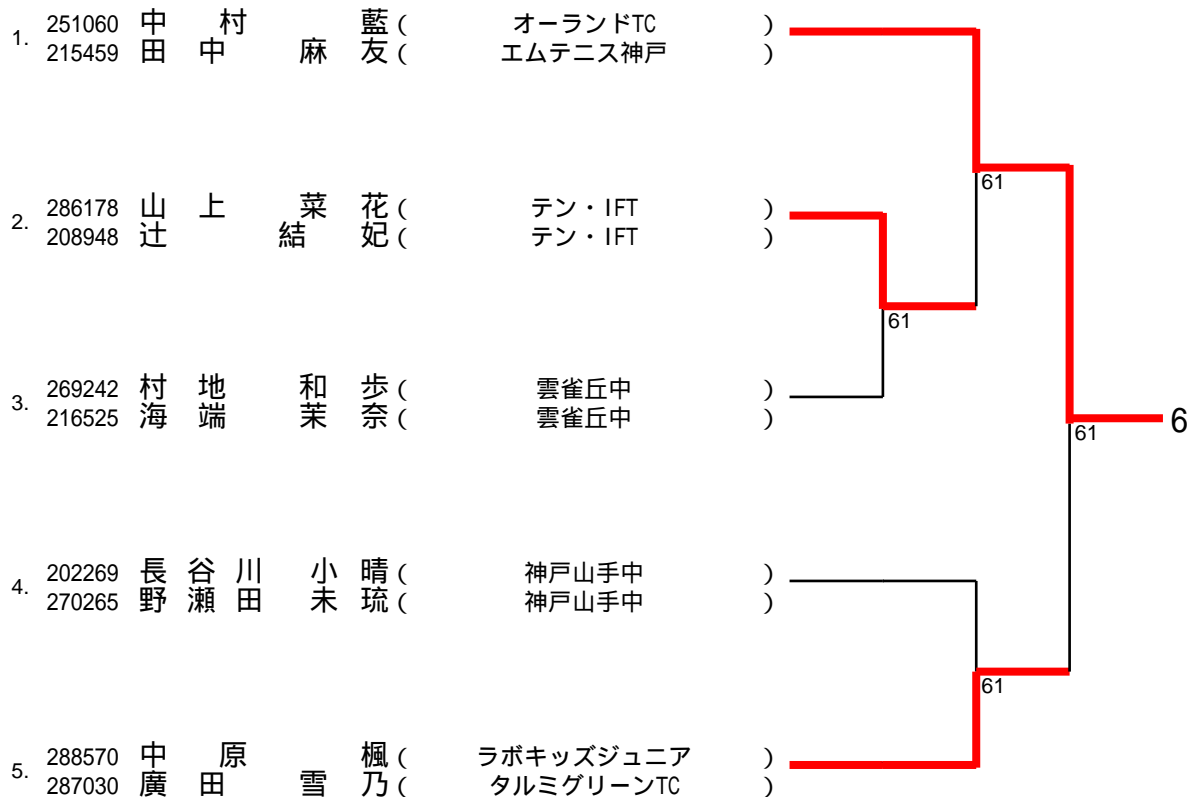 1. 251060 中村 藍 ( オーランドTC )
215459 田中 麻友 ( エムテニス神戸 )
61
2. 286178 山上 菜花 ( テン・IFT )
208948 辻 結妃 ( テン・IFT )
61
3. 269242 村地 和歩 ( 雲雀丘中 )
216525 海端 茉奈 ( 雲雀丘中 )
61 6
4. 202269 長谷川 小晴 ( 神戸山手中 )
270265 野瀬田 未琉 ( 神戸山手中 )
61
5. 288570 中原 楓 ( ラボキッズジュニア )
287030 廣田 雪乃 ( タルミグリーンTC )